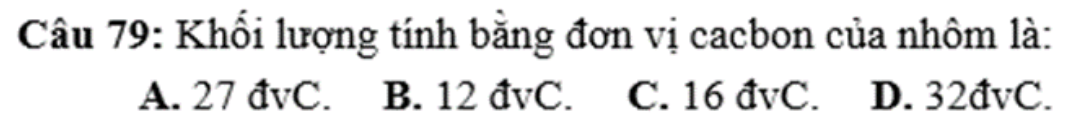 Câu 79: Khối lượng tính bằng đơn vị cacbon của nhôm là:
A. 27 đvC. B. 12 đvC. C. 16 đvC. D. 32đvC.